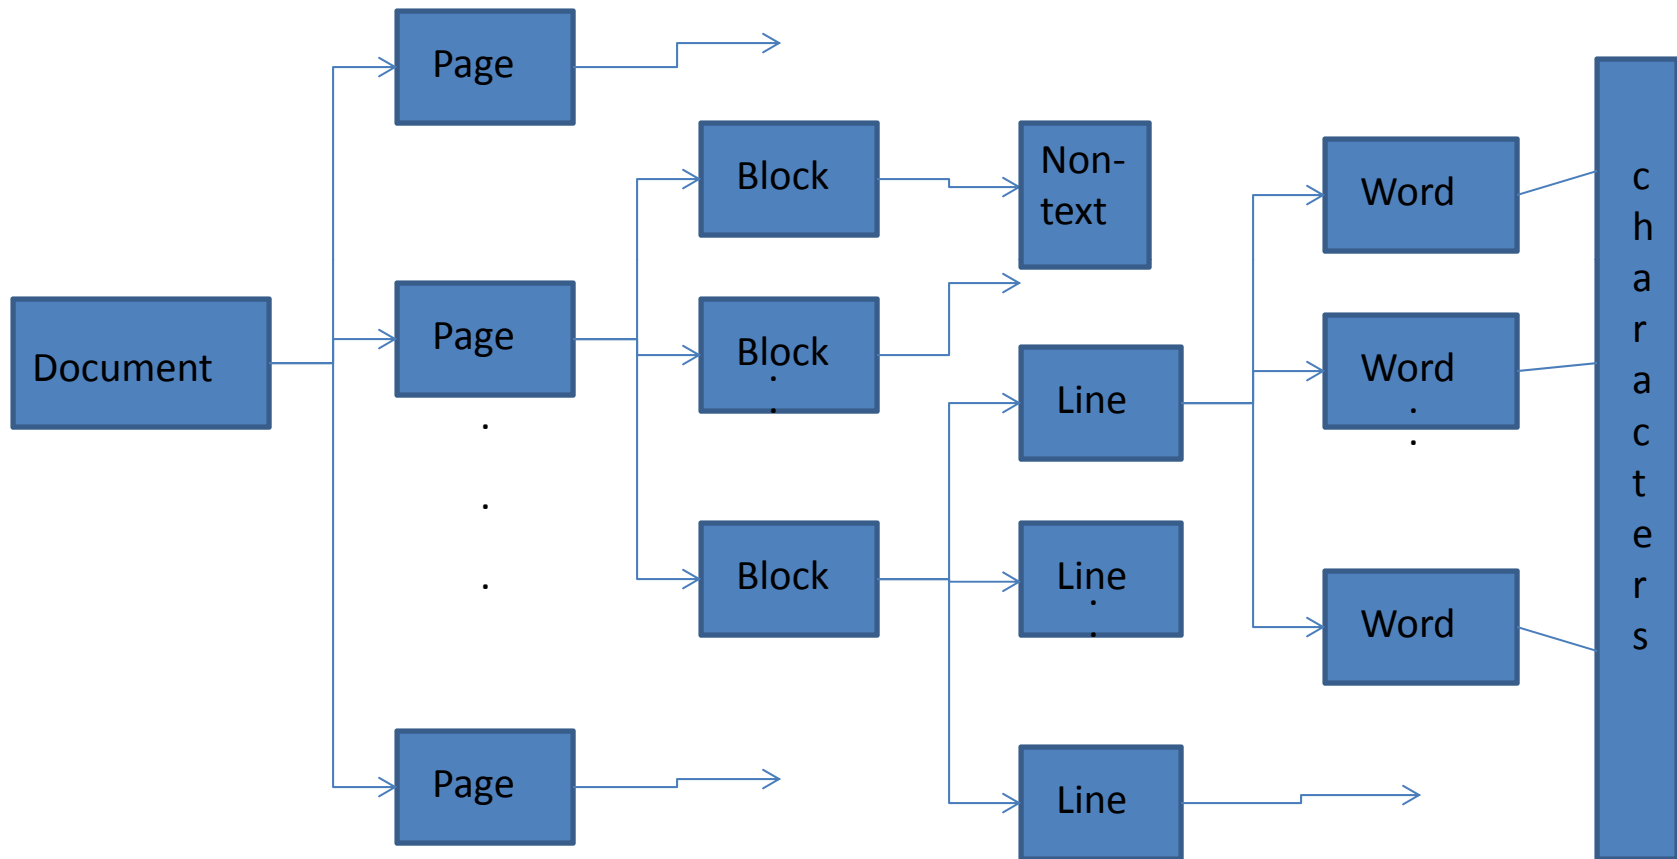 Document
Page
Page
.
.
.
Page
Block
Block
.
.
Block
Non-
text
Line
Line
.
.
Line
Word
Word
.
.
Word
c
h
a
r
a
c
t
e
r
s